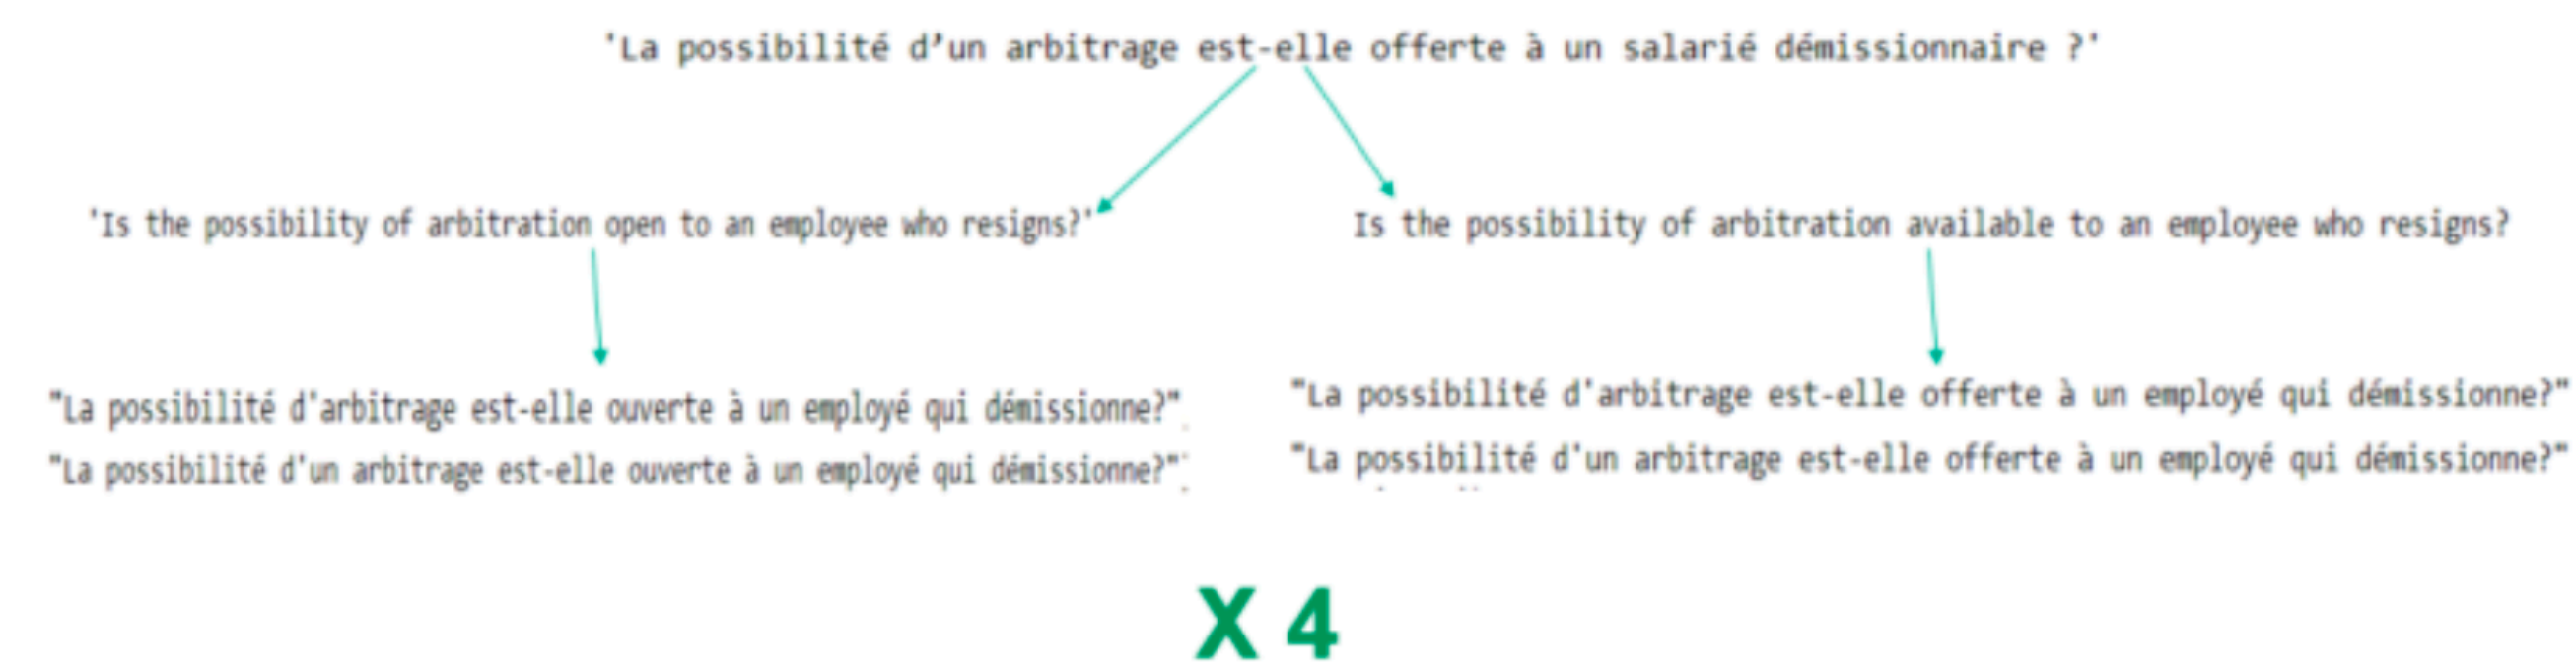 'La possibilité d’un arbitrage est-elle offerte à un salarié démissionnaire ?'
'Is the possibility of arbitration open to an employee who resigns?'
Is the possibility of arbitration available to an employee who resigns?
"La possibilité d'arbitrage est-elle ouverte à un employé qui démissionne?"
"La possibilité d'un arbitrage est-elle ouverte à un employé qui démissionne?"
"La possibilité d'arbitrage est-elle offerte à un employé qui démissionne?"
"La possibilité d'un arbitrage est-elle offerte à un employé qui démissionne?"
X 4